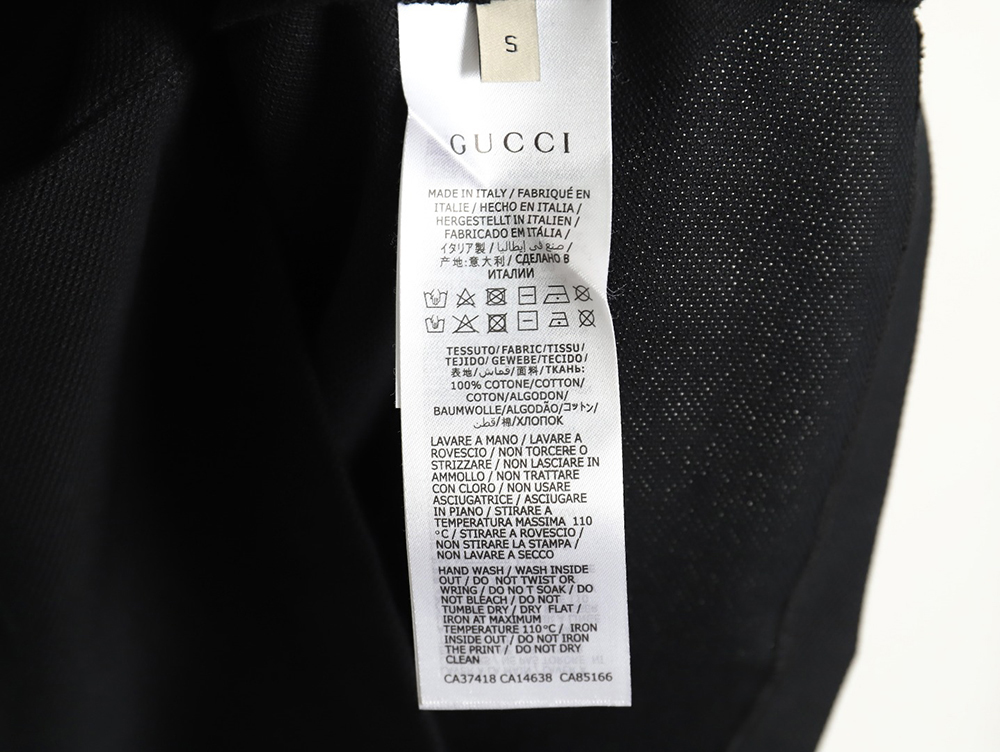 S
GUCCI
MADE IN ITALY / FABRIQUÉ EN
ITALIE / HECHO EN ITALIA /
HERGESTELLT IN ITALIEN /
FABRICADO EM ITÁLIA /
イタリア製 / صنع في إيطاليا /
产地:意大利 / СДЕЛАНО В
ИТАЛИИ
TESSUTO/FABRIC/TISSU/
TEJIDO/ GEWEBE/TECIDO/
表地/قماش/面料/ТКАНЬ:
100% COTONE/COTTON/
COTON/ALGODON/
BAUMWOLLE/ALGODÃO/コットン/
قطن/棉/ХЛОПОК
LAVARE A MANO / LAVARE A
ROVESCIO / NON TORCERE O
STRIZZARE / NON LASCIARE IN
AMMOLLO / NON TRATTARE
CON CLORO / NON USARE
ASCIUGATRICE / ASCIUGARE
IN PIANO / STIRARE A
TEMPERATURA MASSIMA 110
°C / STIRARE A ROVESCIO /
NON STIRARE LA STAMPA /
NON LAVARE A SECCO
HAND WASH / WASH INSIDE
OUT / DO NOT TWIST OR
WRING / DO NO T SOAK / DO
NOT BLEACH / DO NOT
TUMBLE DRY / DRY FLAT /
IRON AT MAXIMUM
TEMPERATURE 110°C / IRON
INSIDE OUT / DO NOT IRON
THE PRINT / DO NOT DRY
CLEAN
CA37418 CA14638 CA85166